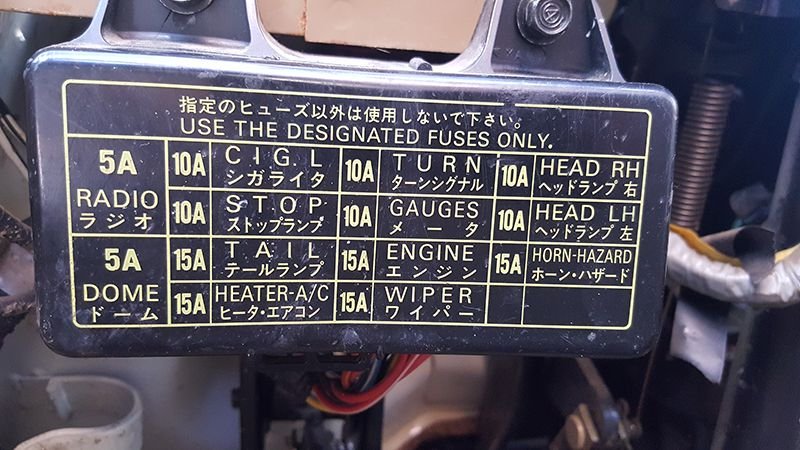 指定のヒューズ以外は使用しないで下さい。
USE THE DESIGNATED FUSES ONLY.
5A
RADIO
ラジオ
10A
CIG.L
シガライタ
10A
TURN
ターンシグナル
10A
HEAD RH
ヘッドランプ 右
10A
STOP
ストップランプ
10A
GAUGES
メータ
10A
HEAD LH
ヘッドランプ 左
5A
DOME
ドーム
15A
TAIL
テールランプ
15A
ENGINE
エンジン
15A
HORN-HAZARD
ホーン・ハザード
15A
HEATER-A/C
ヒータ・エアコン
15A
WIPER
ワイパー